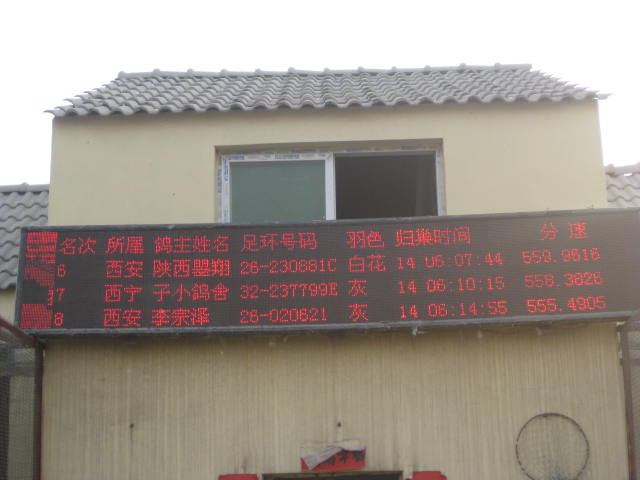 名次 所属 鸽主姓名 足环号码 羽色 归巢时间 分速
6 西安 陕西墨翔 26-230881C 白花 14 06:07:44 559.9616
7 西宁 子小鸽舍 32-237799E 灰 14 06:10:15 558.3626
8 西安 李宗泽 26-020621 灰 14 06:14:55 555.4905